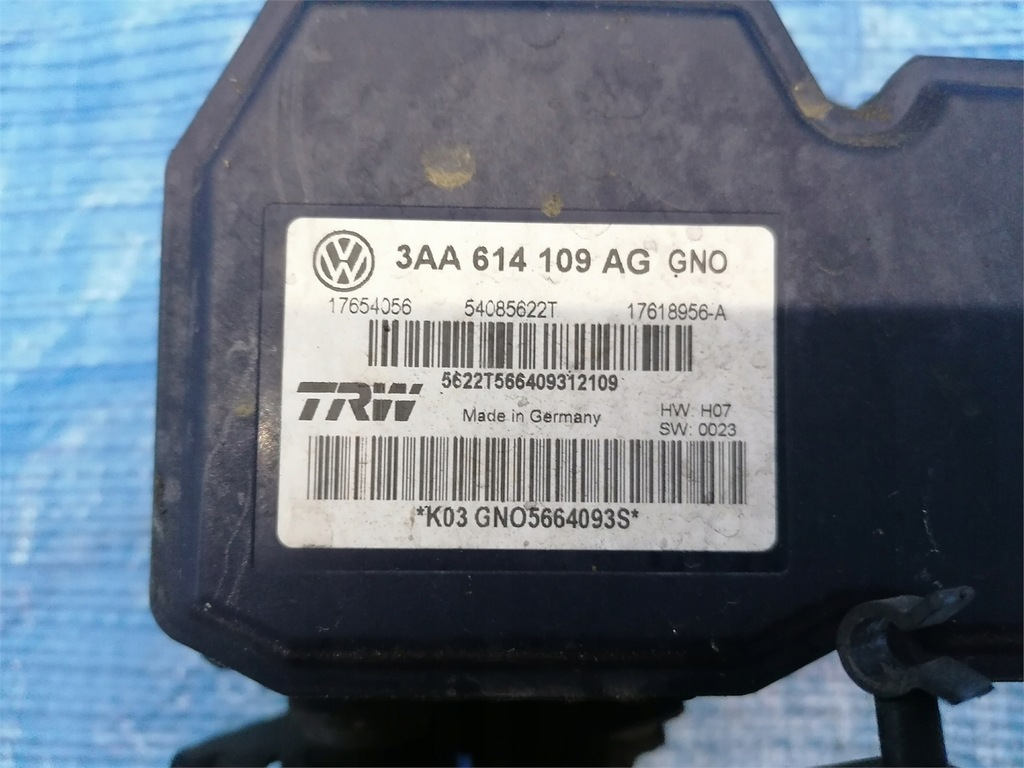 3AA 614 109 AG GNO
17654056 54085622T 17618956-A
5622T566409312109
TRW Made in Germany HW: H07
SW: 0023
*K03 GNO5664093S*